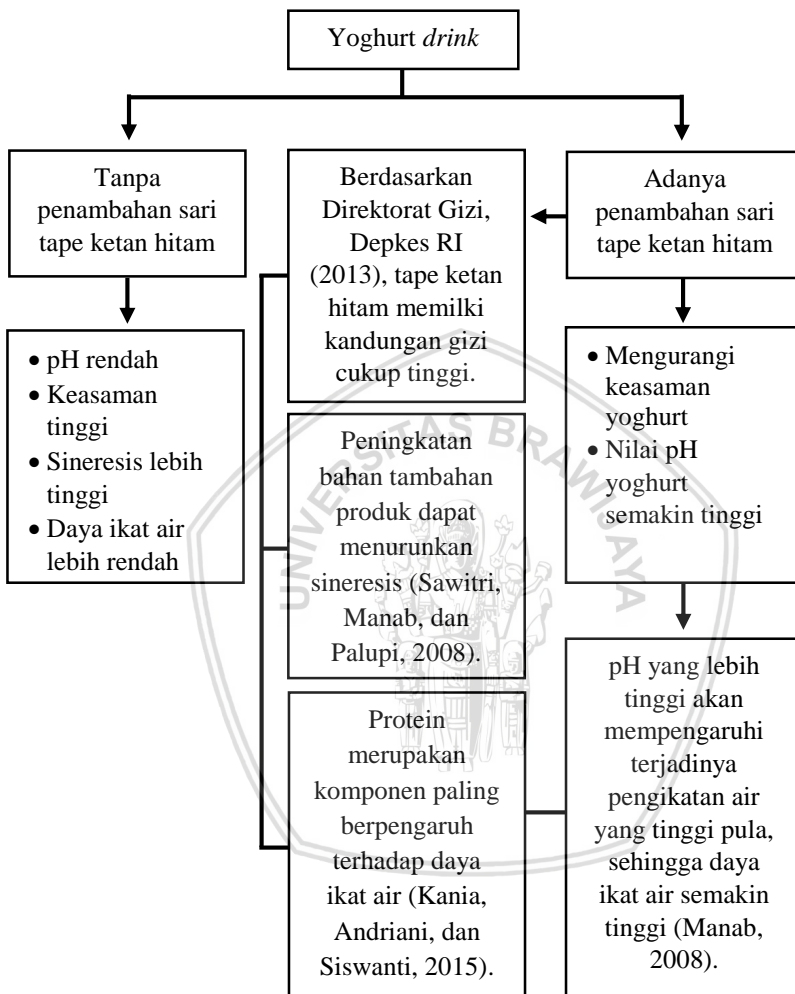 Yoghurt drink
Tanpa
penambahan sari
tape ketan hitam
Berdasarkan
Direktorat Gizi,
Depkes RI
(2013), tape ketan
hitam memilki
kandungan gizi
cukup tinggi.
Adanya
penambahan sari
tape ketan hitam
• pH rendah
• Keasaman
tinggi
• Sineresis lebih
tinggi
• Daya ikat air
lebih rendah
Peningkatan
bahan tambahan
produk dapat
menurunkan
sineresis (Sawitri,
Manab, dan
Palupi, 2008).
• Mengurangi
keasaman
yoghurt
• Nilai pH
yoghurt
semakin tinggi
Protein
merupakan
komponen paling
berpengaruh
terhadap daya
ikat air (Kania,
Andriani, dan
Siswanti, 2015).
pH yang lebih
tinggi akan
mempengaruhi
terjadinya
pengikatan air
yang tinggi pula,
sehingga daya
ikat air semakin
tinggi (Manab,
2008).
UNIVERSITAS BRAWIJAYA